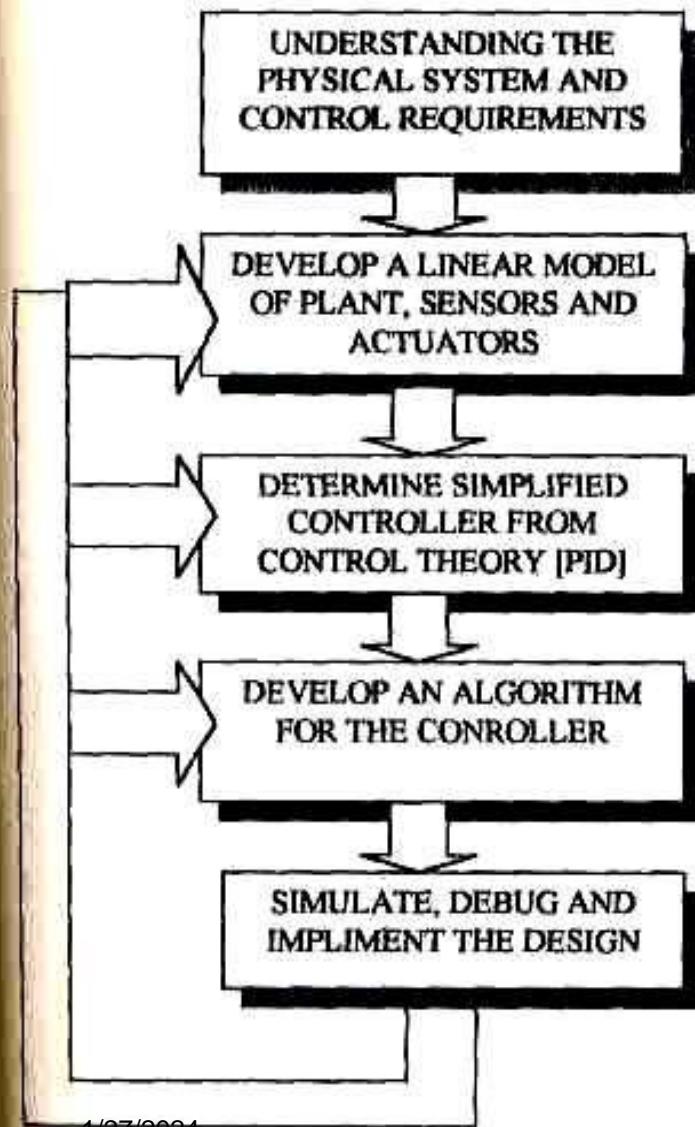 UNDERSTANDING THE
PHYSICAL SYSTEM AND
CONTROL REQUIREMENTS
DEVELOP A LINEAR MODEL
OF PLANT, SENSORS AND
ACTUATORS
DETERMINE SIMPLIFIED
CONTROLLER FROM
CONTROL THEORY [PID]
DEVELOP AN ALGORITHM
FOR THE CONROLLER
SIMULATE, DEBUG AND
IMPLIMENT THE DESIGN